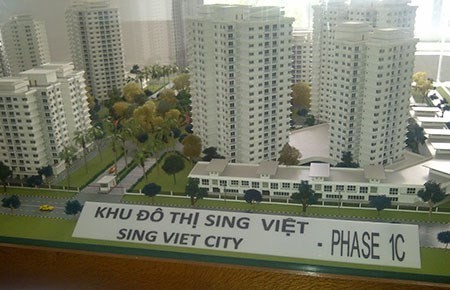 KHU ĐÔ THỊ SING VIỆT
SING VIET CITY - PHASE 1C